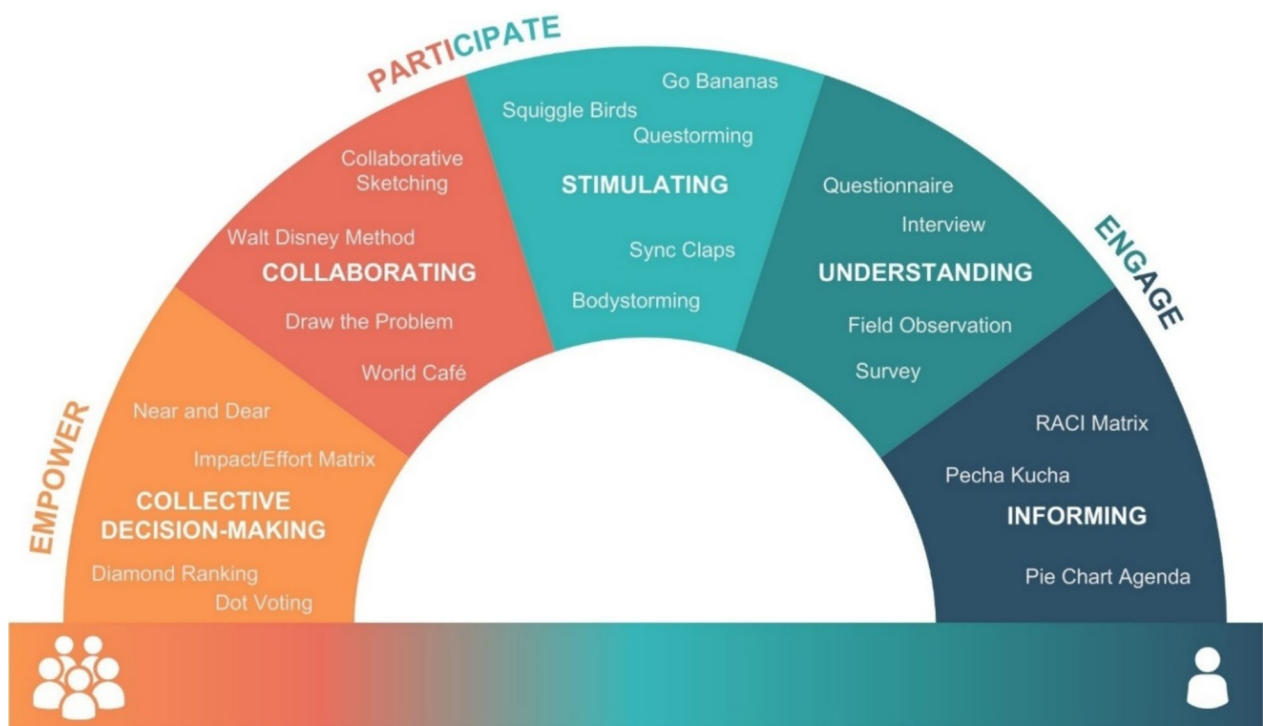 PARTICIPATE
Go Bananas
Squiggle Birds
Questorming
STIMULATING
Sync Claps
Bodystorming
Collaborative
Sketching
Walt Disney Method
COLLABORATING
Draw the Problem
World Café
Questionnaire
Interview
UNDERSTANDING
Field Observation
Survey
ENGAGE
EMPOWER
Near and Dear
Impact/Effort Matrix
COLLECTIVE
DECISION-MAKING
Diamond Ranking
Dot Voting
RACI Matrix
Pecha Kucha
INFORMING
Pie Chart Agenda